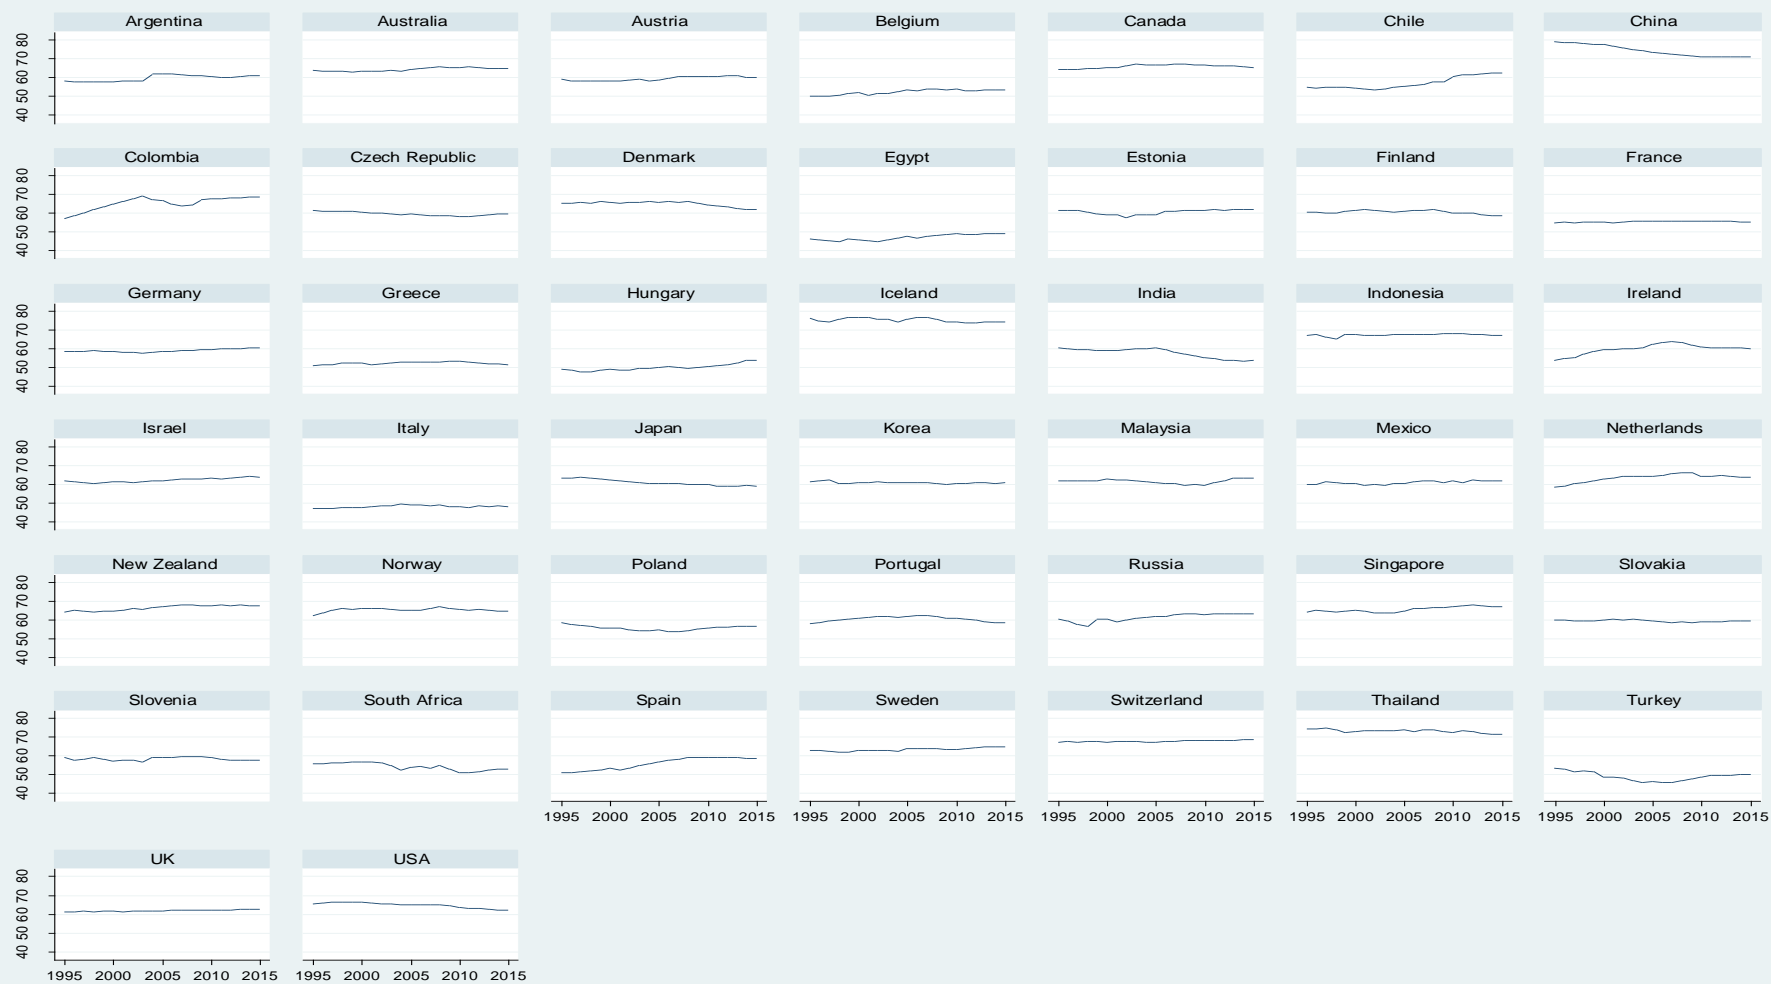 Argentina Australia Austria Belgium Canada Chile China
40 50 60 70 80
Colombia Czech Republic Denmark Egypt Estonia Finland France
40 50 60 70 80
Germany Greece Hungary Iceland India Indonesia Ireland
40 50 60 70 80
Israel Italy Japan Korea Malaysia Mexico Netherlands
40 50 60 70 80
New Zealand Norway Poland Portugal Russia Singapore Slovakia
40 50 60 70 80
Slovenia South Africa Spain Sweden Switzerland Thailand Turkey
40 50 60 70 80
1995 2000 2005 2010 2015 1995 2000 2005 2010 2015 1995 2000 2005 2010 2015 1995 2000 2005 2010 2015 1995 2000 2005 2010 2015
UK USA
40 50 60 70 80
1995 2000 2005 2010 2015 1995 2000 2005 2010 2015